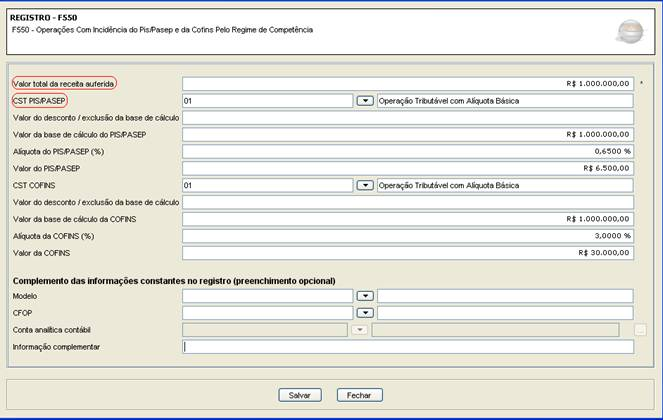 REGISTRO - F550
F550 - Operações Com Incidência do Pis/Pasep e da Cofins Pelo Regime de Competência
Valor total da receita auferida R$ 1.000.000,00 *
CST PIS/PASEP 01 Operação Tributável com Alíquota Básica
Valor do desconto / exclusão da base de cálculo
Valor da base de cálculo do PIS/PASEP R$ 1.000.000,00
Alíquota do PIS/PASEP (%) 0,6500 %
Valor do PIS/PASEP R$ 6.500,00
CST COFINS 01 Operação Tributável com Alíquota Básica
Valor do desconto / exclusão da base de cálculo
Valor da base de cálculo da COFINS R$ 1.000.000,00
Alíquota da COFINS (%) 3,0000 %
Valor da COFINS R$ 30.000,00
Complemento das informações constantes no registro (preenchimento opcional)
Modelo
CFOP
Conta analítica contábil ...
Informação complementar
Salvar Fechar